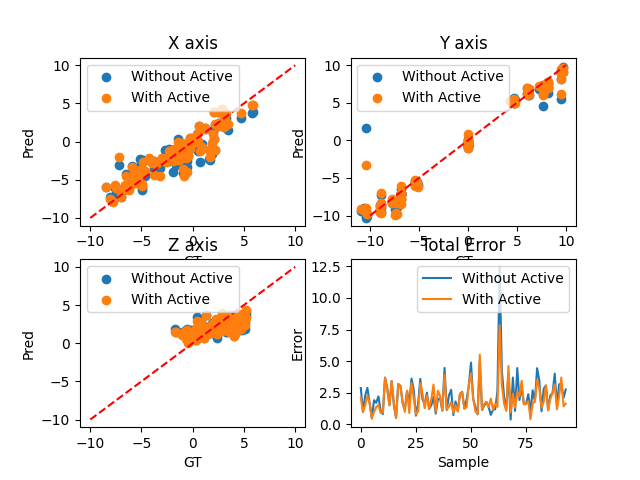 X axis
Y axis
10
5
0
−5
−10
Pred
Without Active
With Active
−10
−5
0
5
10
GT
10
5
0
−5
−10
Pred
Without Active
With Active
−10
−5
0
5
10
GT
Z axis
Total Error
10
5
0
−5
−10
Pred
Without Active
With Active
−10
−5
0
5
10
GT
12.5
10.0
7.5
5.0
2.5
0.0
Error
Without Active
With Active
0
25
50
75
Sample